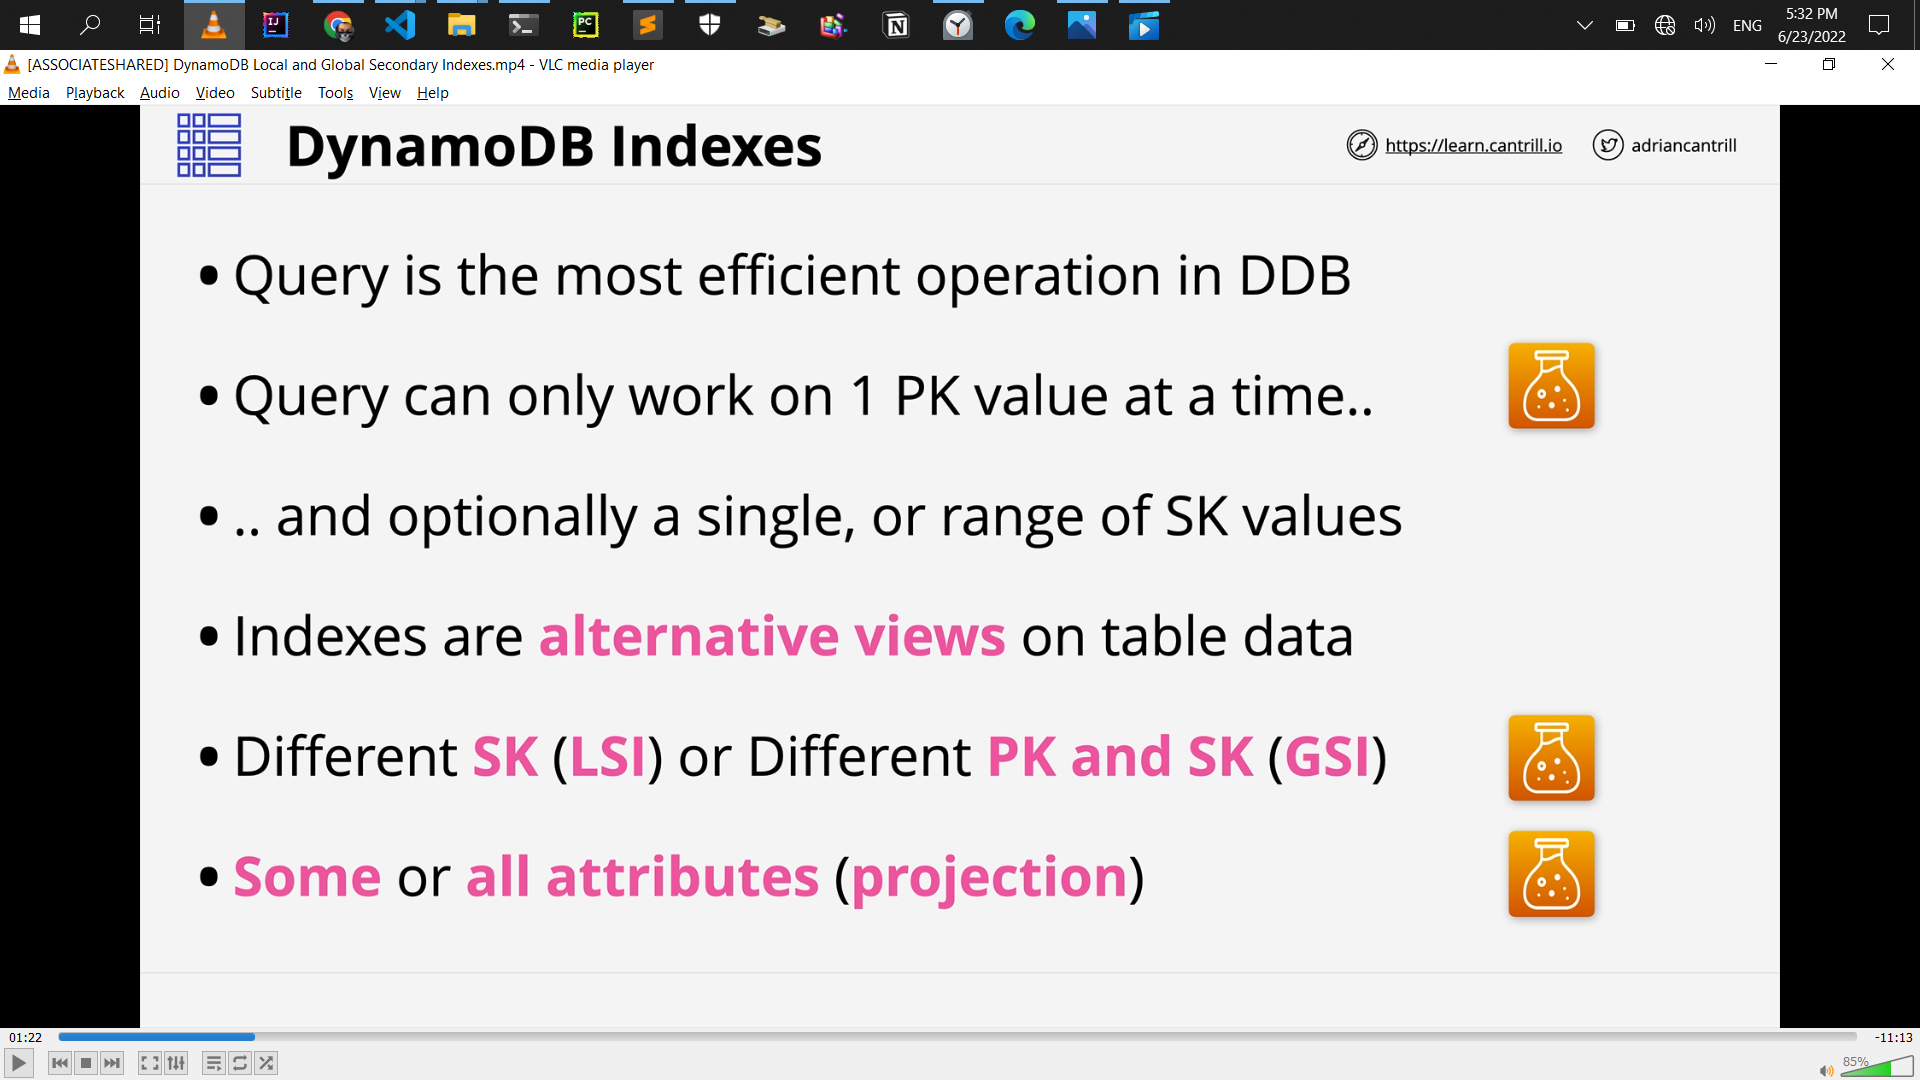 IJ
PC
ENG
5:32 PM
6/23/2022
[ASSOCIATESHARED] DynamoDB Local and Global Secondary Indexes.mp4 - VLC media player
Media Playback Audio Video Subtitle Tools View Help
DynamoDB Indexes
https://learn.cantrill.io
adriancantrill
• Query is the most efficient operation in DDB
• Query can only work on 1 PK value at a time..
• .. and optionally a single, or range of SK values
• Indexes are alternative views on table data
• Different SK (LSI) or Different PK and SK (GSI)
• Some or all attributes (projection)
01:22
-11:13
85%